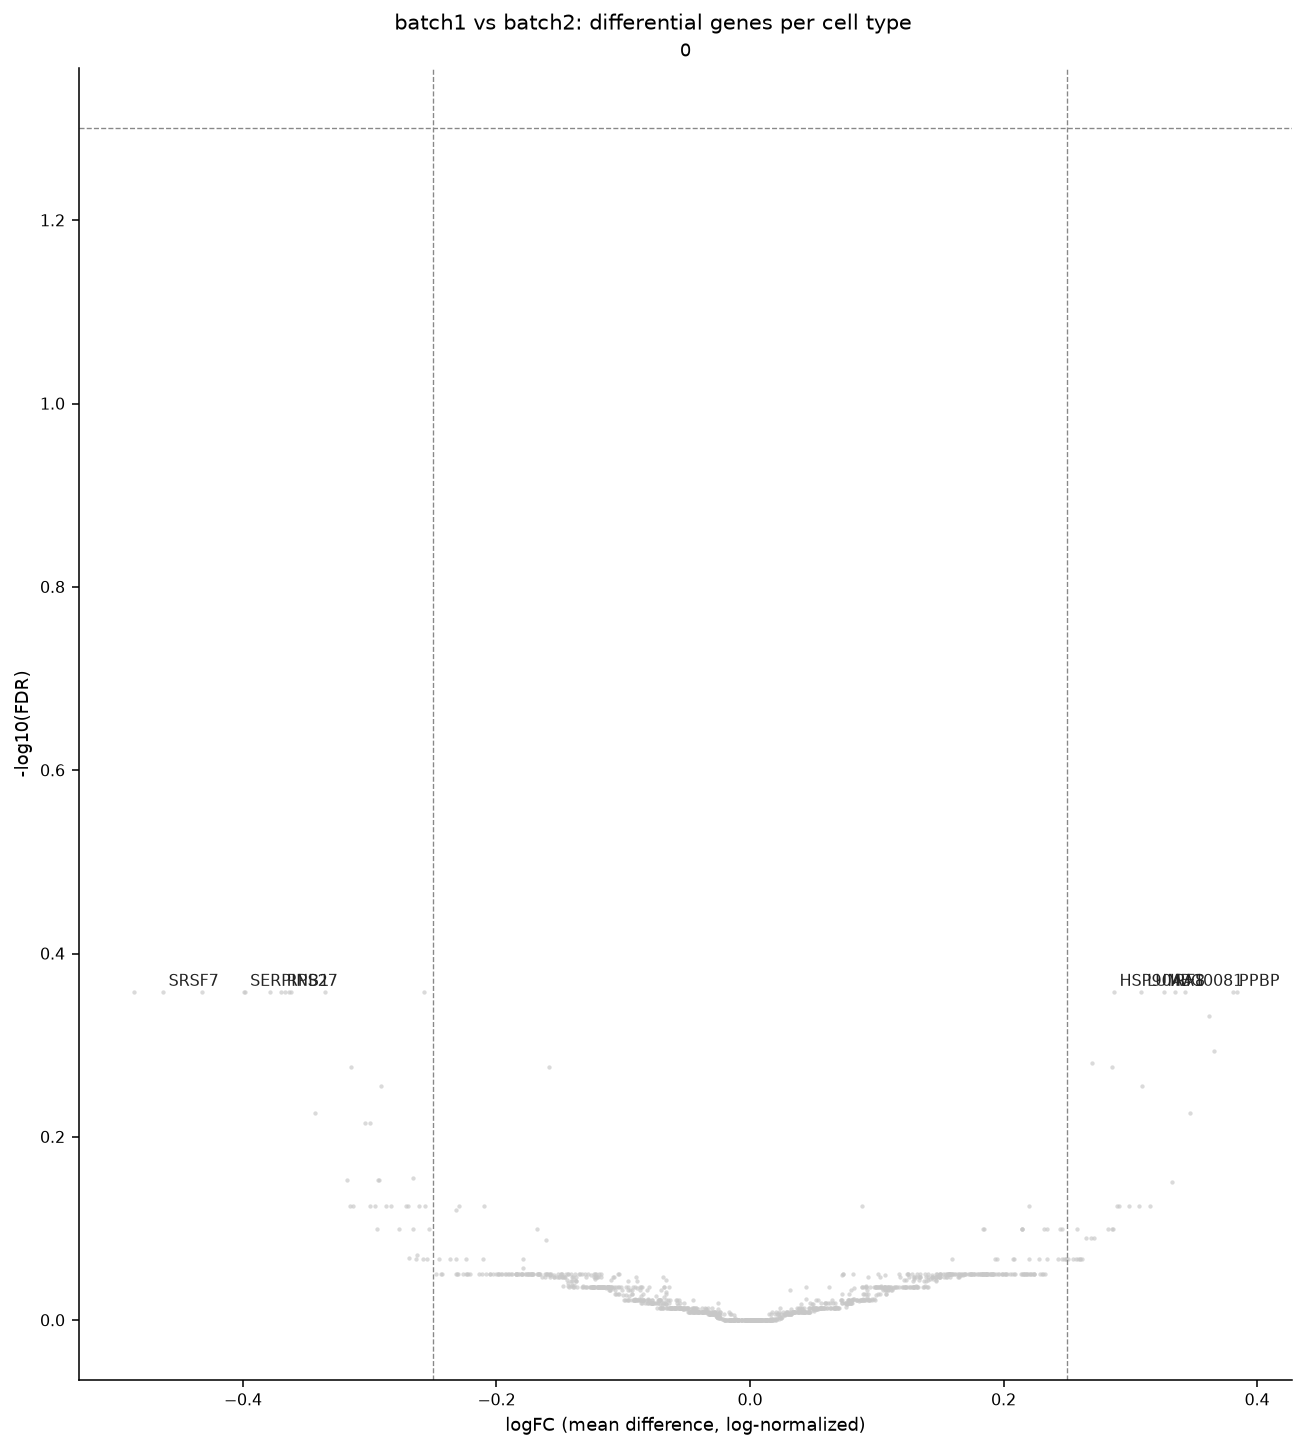 batch1 vs batch2: differential genes per cell type
0
-log10(FDR)
1.2
1.0
0.8
0.6
0.4
0.2
0.0
SRSF7
PPBP
−0.4
−0.2
0.0
0.2
0.4
logFC (mean difference, log-normalized)